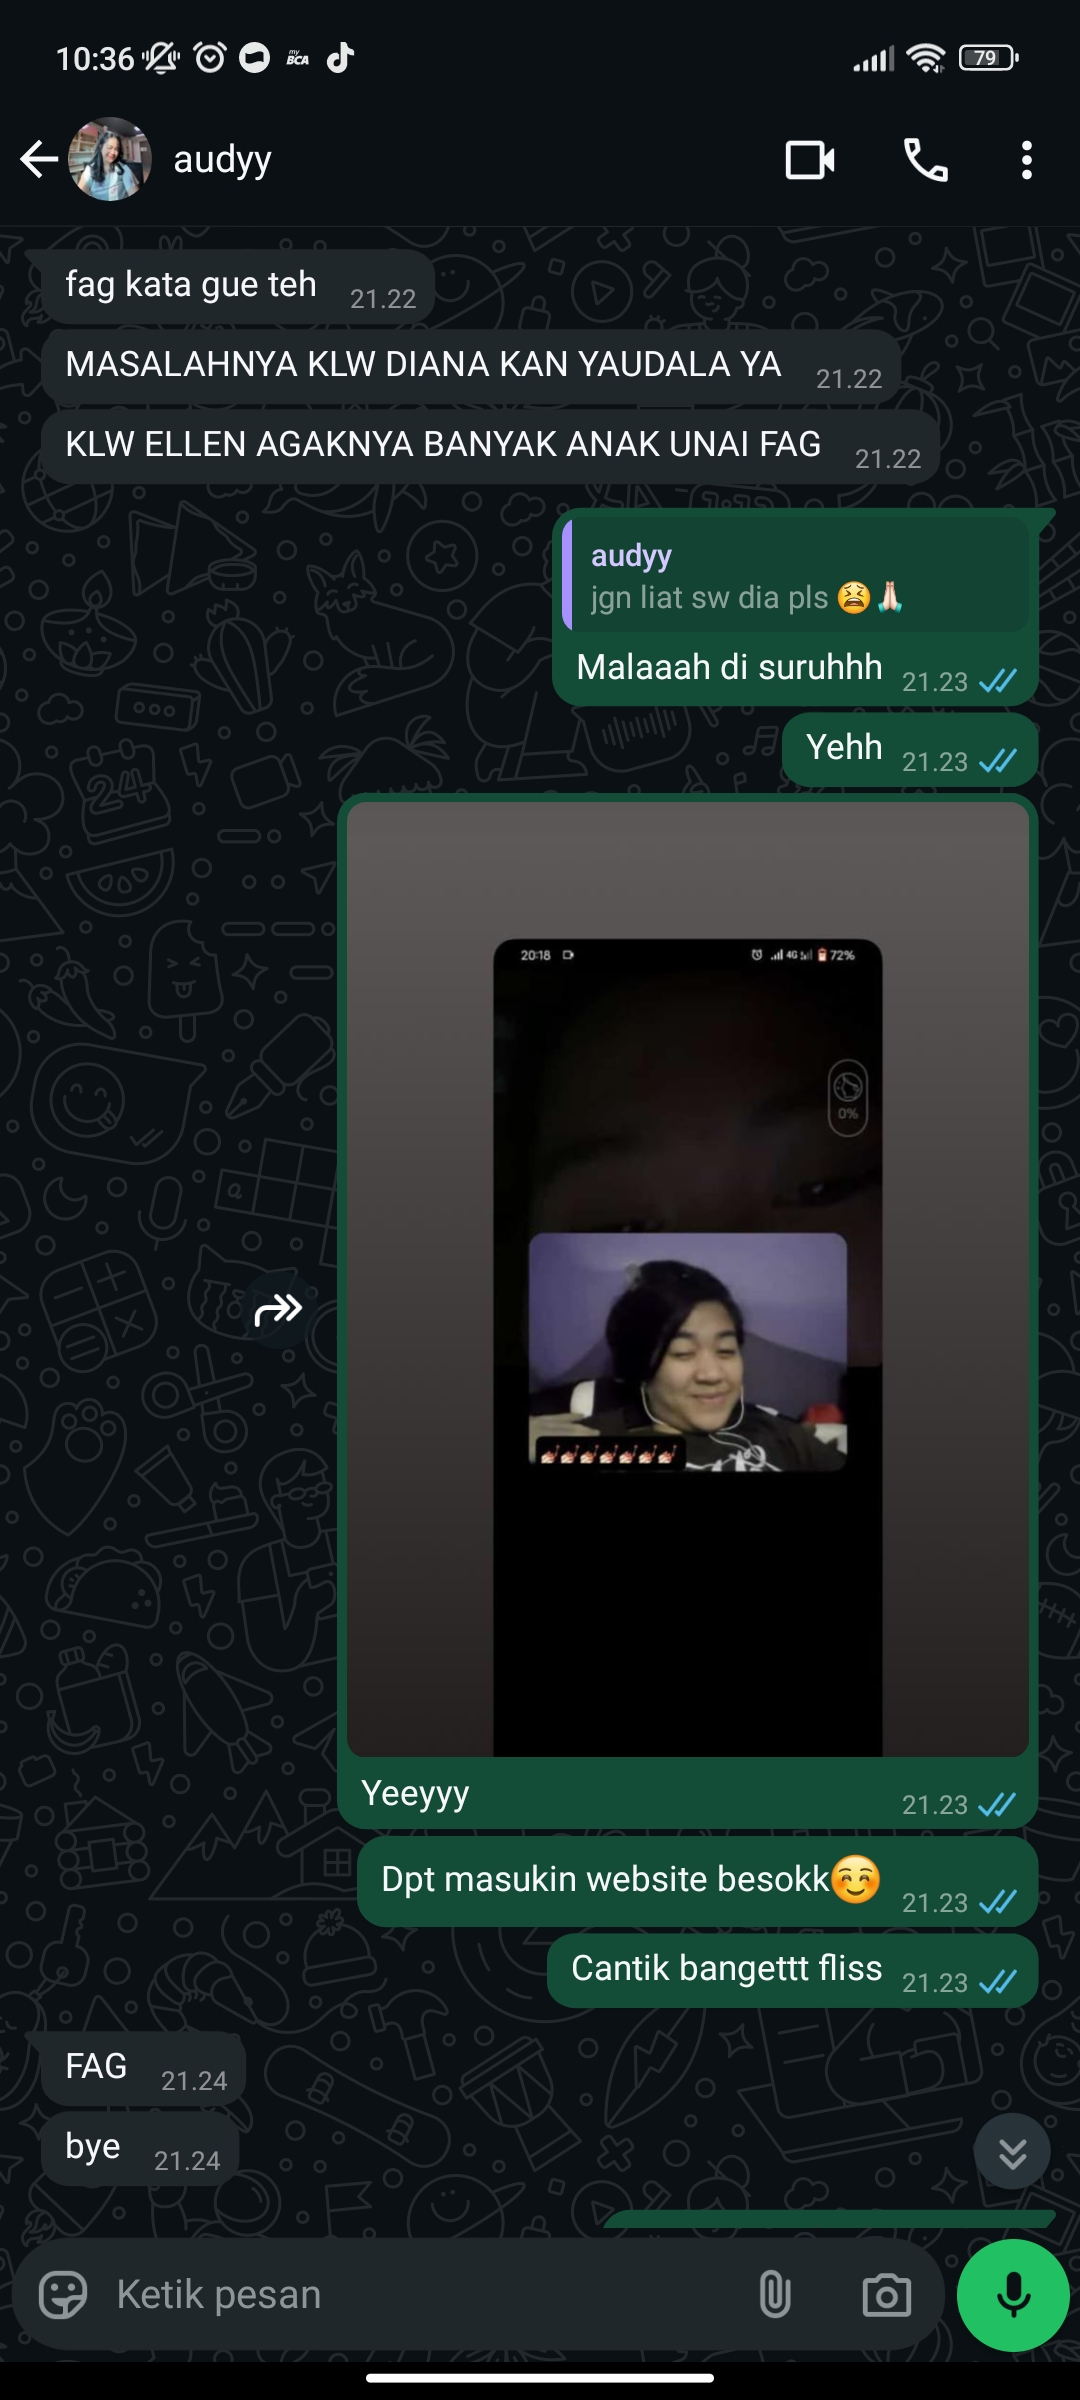 10:36 my BCA 79
audyy
fag kata gue teh 21.22
MASALAHNYA KLW DIANA KAN YAUDALA YA 21.22
KLW ELLEN AGAKNYA BANYAK ANAK UNAI FAG 21.22
audyy
jgn liat sw dia pls 😫🙏🏻
Malaaah di suruhhh 21.23
Yehh 21.23
20:18 4G 72%
0%
💅💅💅💅💅💅💅
Yeeyyy 21.23
Dpt masukin website besokk☺️ 21.23
Cantik bangettt fliss 21.23
FAG 21.24
bye 21.24
Ketik pesan